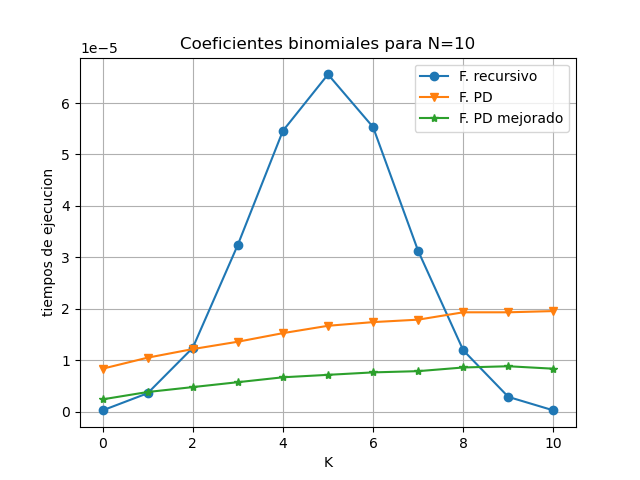 Coeficientes binomiales para N=10
1e−5
F. recursivo
F. PD
F. PD mejorado
6
5
4
3
2
1
0
tiempos de ejecucion
0 2 4 6 8 10
K